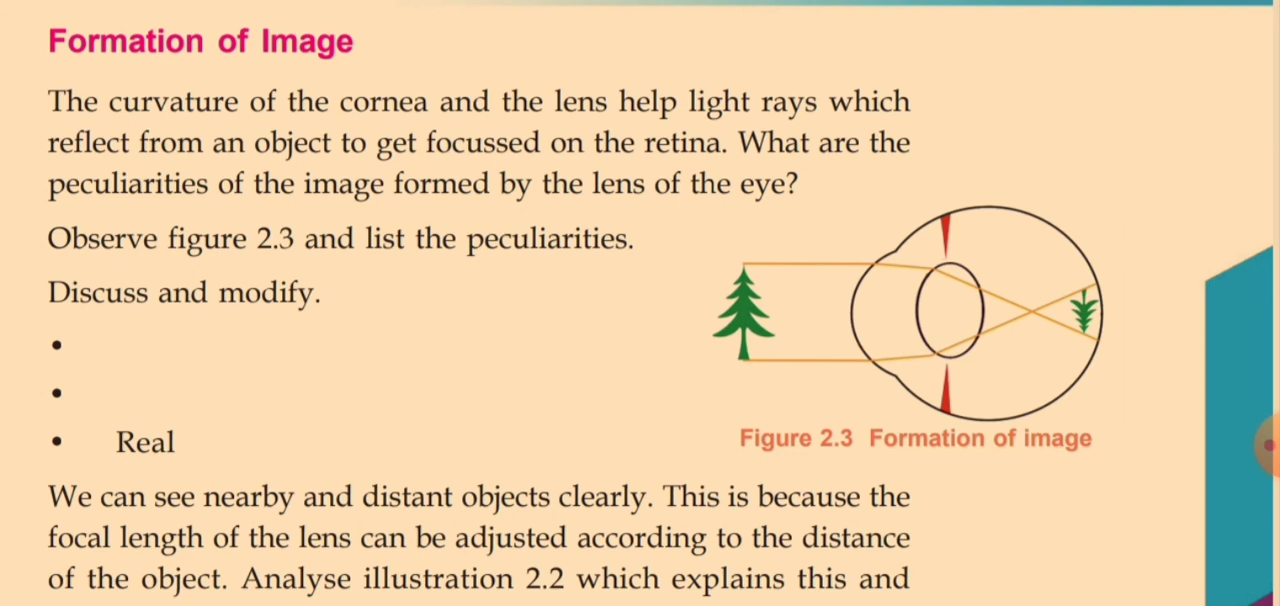 Formation of Image
The curvature of the cornea and the lens help light rays which
reflect from an object to get focussed on the retina. What are the
peculiarities of the image formed by the lens of the eye?
Observe figure 2.3 and list the peculiarities.
Discuss and modify.
•
•
• Real
Figure 2.3 Formation of image
We can see nearby and distant objects clearly. This is because the
focal length of the lens can be adjusted according to the distance
of the object. Analyse illustration 2.2 which explains this and